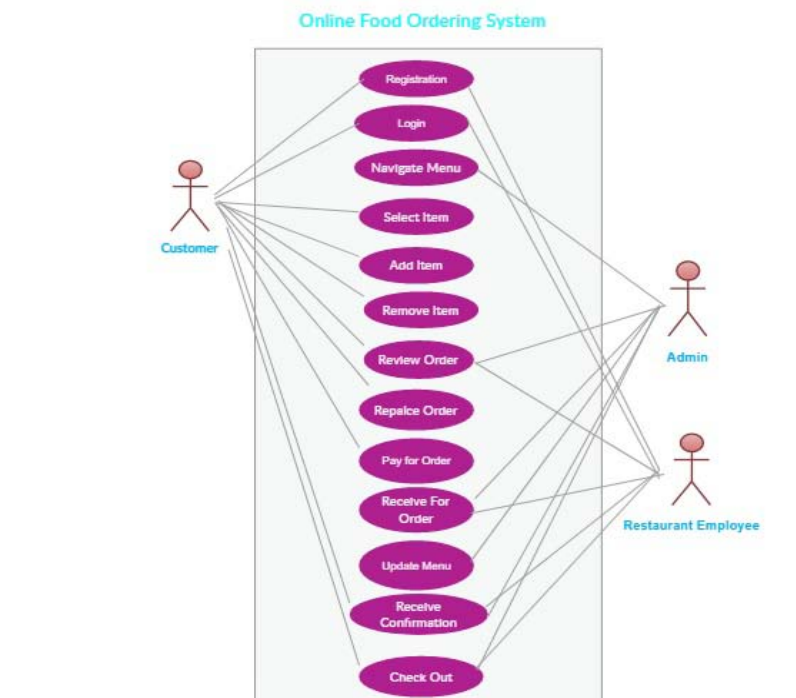 Online Food Ordering System
Registration
Login
Navigate Menu
Select Item
Customer
Add Item
Remove Item
Review Order
Admin
Repalce Order
Pay for Order
Receive For
Order
Restaurant Employee
Update Menu
Receive
Confirmation
Check Out